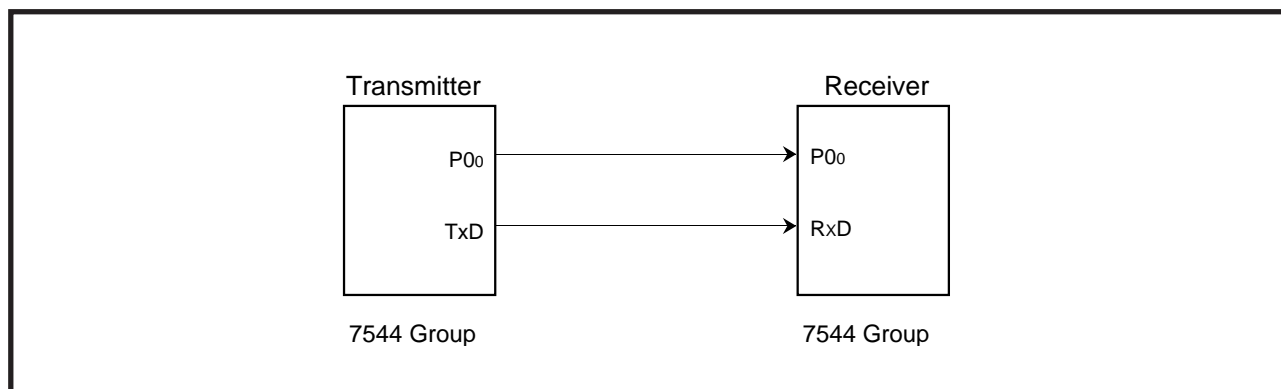 Transmitter
P00
TxD
7544 Group
Receiver
P00
RxD
7544 Group